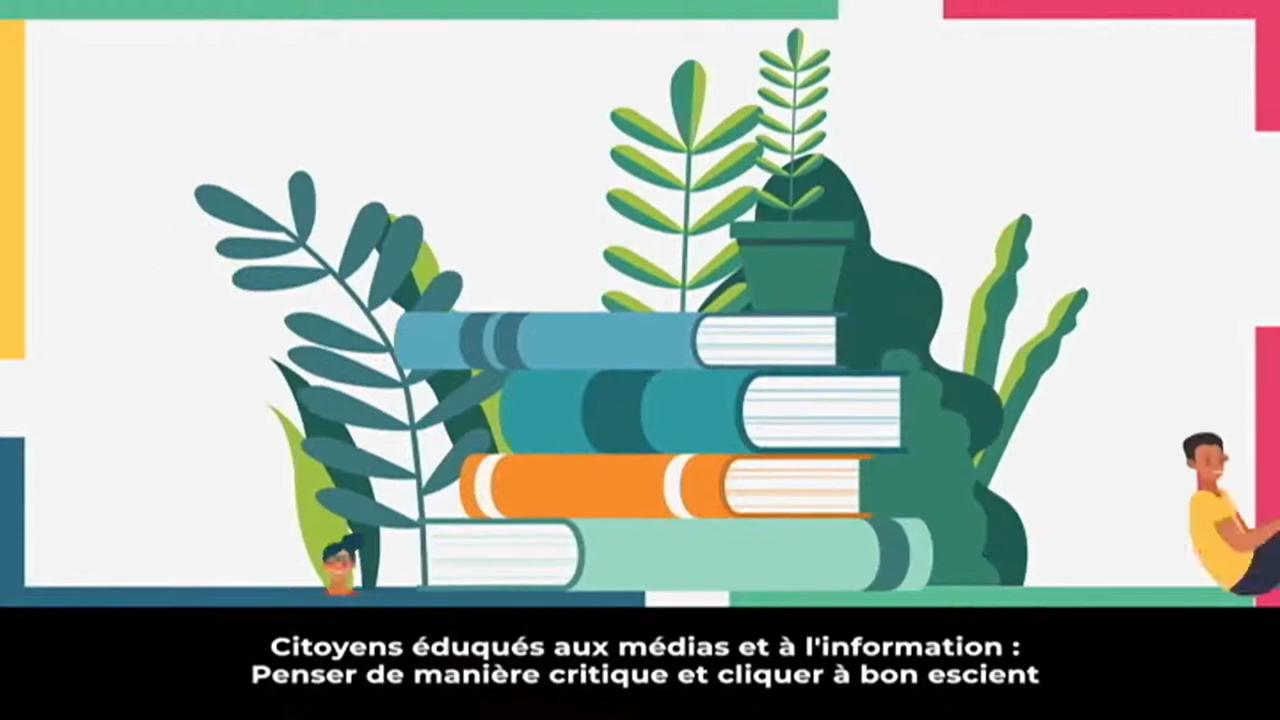 Citoyens éduqués aux médias et à l'information :
Penser de manière critique et cliquer à bon escient